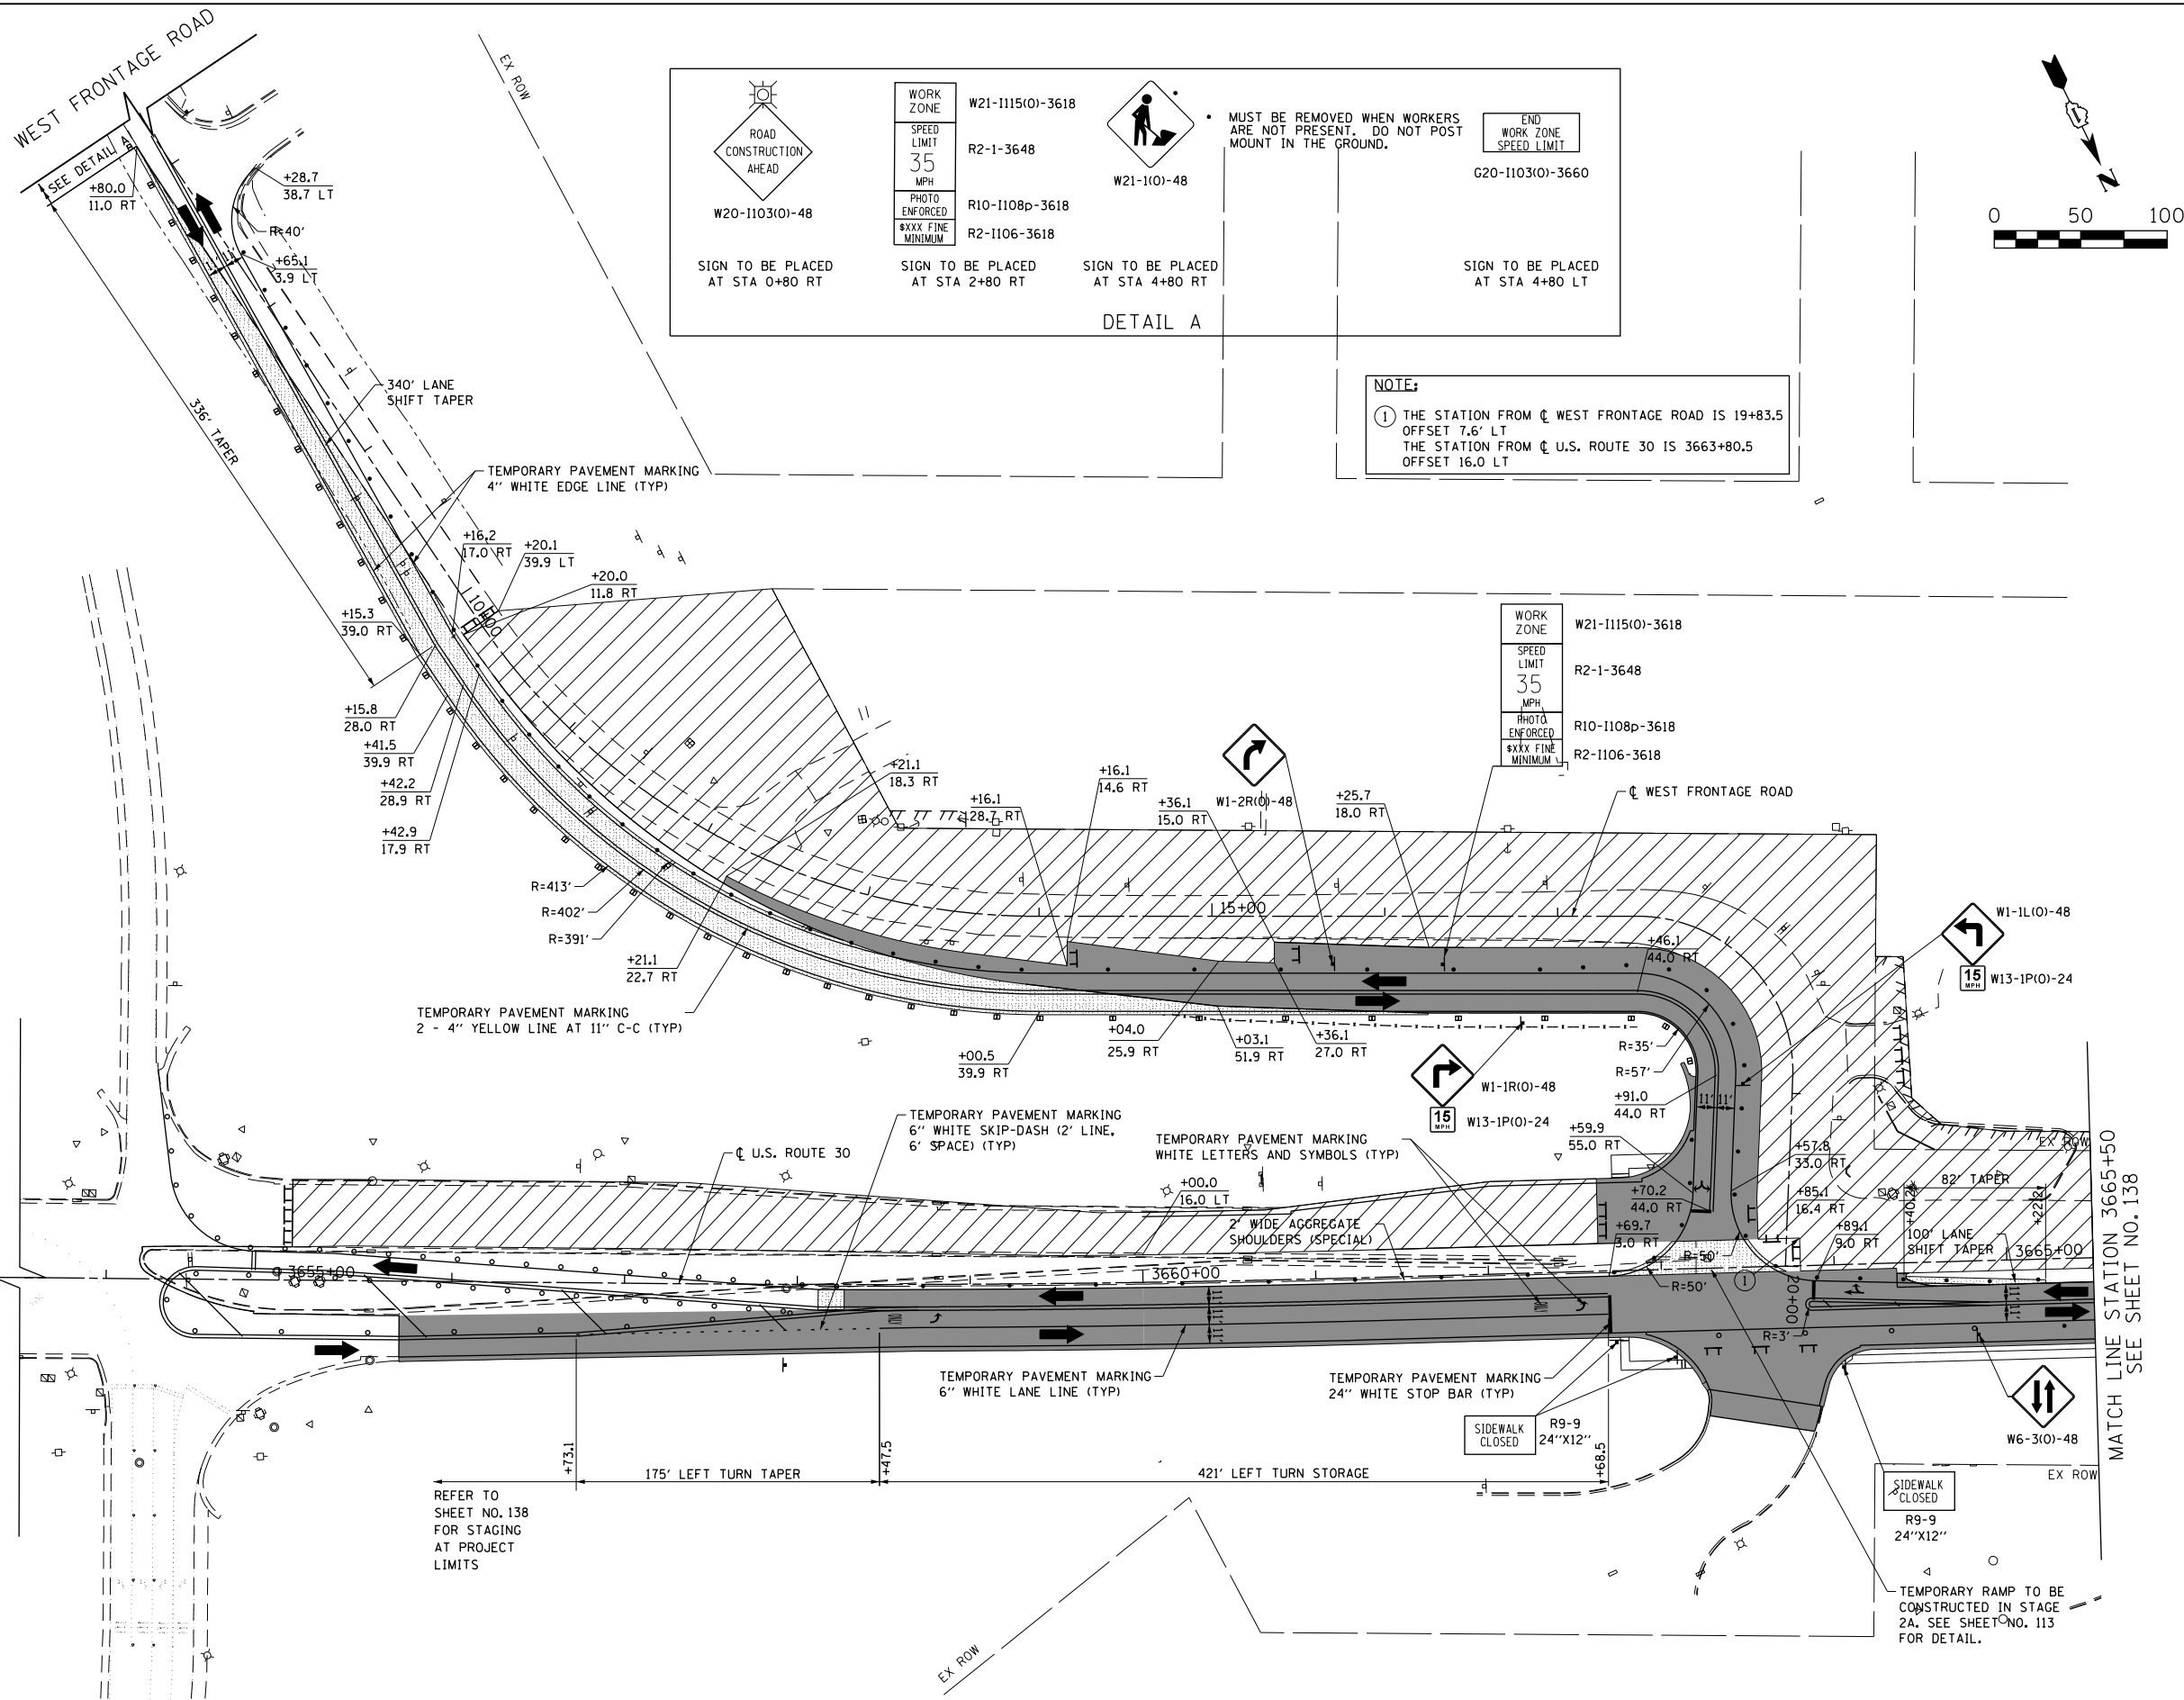 WEST FRONTAGE ROAD
SEE DETAIL A
+80.0
11.0 RT
+28.7
38.7 LT
R=40'
+65.1
3.9 LT
11'
11'
336' TAPER
340' LANE
SHIFT TAPER
EX ROW
ROAD
CONSTRUCTION
AHEAD
W20-I103(O)-48
SIGN TO BE PLACED
AT STA 0+80 RT
WORK
ZONE
W21-I115(O)-3618
SPEED
LIMIT
35
MPH
R2-1-3648
PHOTO
ENFORCED
R10-I108p-3618
$XXX FINE
MINIMUM
R2-I106-3618
SIGN TO BE PLACED
AT STA 2+80 RT
W21-1(O)-48
SIGN TO BE PLACED
AT STA 4+80 RT
• MUST BE REMOVED WHEN WORKERS
ARE NOT PRESENT. DO NOT POST
MOUNT IN THE GROUND.
END
WORK ZONE
SPEED LIMIT
G20-I103(O)-3660
SIGN TO BE PLACED
AT STA 4+80 LT
DETAIL A
N
0 50 100
NOTE:
1 THE STATION FROM ℄ WEST FRONTAGE ROAD IS 19+83.5
OFFSET 7.6' LT
THE STATION FROM ℄ U.S. ROUTE 30 IS 3663+80.5
OFFSET 16.0 LT
TEMPORARY PAVEMENT MARKING
4" WHITE EDGE LINE (TYP)
+16.2
17.0 RT
+20.1
39.9 LT
+20.0
11.8 RT
10+00
+15.3
39.0 RT
+15.8
28.0 RT
+41.5
39.9 RT
+42.2
28.9 RT
+42.9
17.9 RT
R=413'
R=402'
R=391'
+21.1
22.7 RT
+21.1
18.3 RT
+16.1
28.7 RT
+16.1
14.6 RT
+36.1
15.0 RT
W1-2R(O)-48
+25.7
18.0 RT
WORK
ZONE
W21-I115(O)-3618
SPEED
LIMIT
35
MPH
R2-1-3648
PHOTO
ENFORCED
R10-I108p-3618
$XXX FINE
MINIMUM
R2-I106-3618
℄ WEST FRONTAGE ROAD
15+00
+46.1
44.0 RT
W1-1L(O)-48
15
MPH
W13-1P(O)-24
TEMPORARY PAVEMENT MARKING
2 - 4" YELLOW LINE AT 11" C-C (TYP)
+00.5
39.9 RT
+04.0
25.9 RT
+03.1
51.9 RT
+36.1
27.0 RT
W1-1R(O)-48
15
MPH
W13-1P(O)-24
R=35'
R=57'
+91.0
44.0 RT
11' 11'
+59.9
55.0 RT
+57.8
33.0 RT
+70.2
44.0 RT
+85.1
16.4 RT
+69.7
3.0 RT
+89.1
9.0 RT
R=50'
R=50'
1
20+00
R=3'
EX ROW
82' TAPER
+40.2
+22.2
100' LANE
SHIFT TAPER
3665+00
11' 11'
MATCH LINE STATION 3665+50
SEE SHEET NO. 138
TEMPORARY PAVEMENT MARKING
6" WHITE SKIP-DASH (2' LINE,
6' SPACE) (TYP)
TEMPORARY PAVEMENT MARKING
WHITE LETTERS AND SYMBOLS (TYP)
℄ U.S. ROUTE 30
+00.0
16.0 LT
2' WIDE AGGREGATE
SHOULDERS (SPECIAL)
3655+00
3660+00
11' 11' 11'
TEMPORARY PAVEMENT MARKING
6" WHITE LANE LINE (TYP)
TEMPORARY PAVEMENT MARKING
24" WHITE STOP BAR (TYP)
SIDEWALK
CLOSED
R9-9
24"X12"
W6-3(O)-48
+73.1
175' LEFT TURN TAPER
+47.5
421' LEFT TURN STORAGE
+68.5
REFER TO
SHEET NO. 138
FOR STAGING
AT PROJECT
LIMITS
EX ROW
EX ROW
SIDEWALK
CLOSED
R9-9
24"X12"
TEMPORARY RAMP TO BE
CONSTRUCTED IN STAGE
2A. SEE SHEET NO. 113
FOR DETAIL.